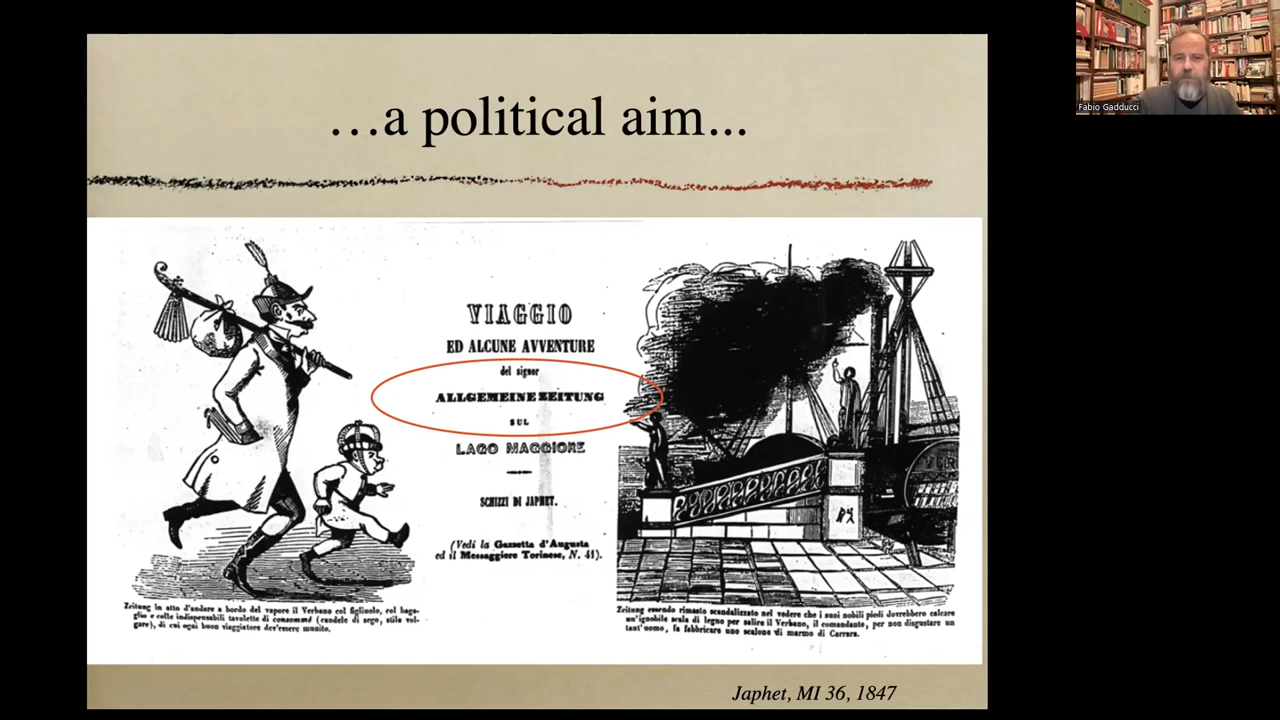 Fabio Gadducci
…a political aim...
VIAGGIO
ED ALCUNE AVVENTURE
del signor
ALLGEMEINE ZEITUNG
SUL
LAGO MAGGIORE
SCHIZZI DI JAPHET.
(Vedi la Gazzetta d'Augusta
ed il Messaggiere Torinese, N. 41).
Zeitung in atto d'andare a bordo del vapore il Verbano col figliuolo, col baga-
glio e colle indispensabili tavolette di consommé (candele di sego, stile vol-
gare), di cui ogni buon viaggiatore dev'essere munito.
VER
Zeitung essendo rimasto scandalizzato nel vedere che i suoi nobili piedi dovrebbero calcare
un'ignobile scala di legno per salire il Verbano, il comandante, per non disgustare un
tant'uomo, fa fabbricare uno scalone di marmo di Carrara.
Japhet, MI 36, 1847